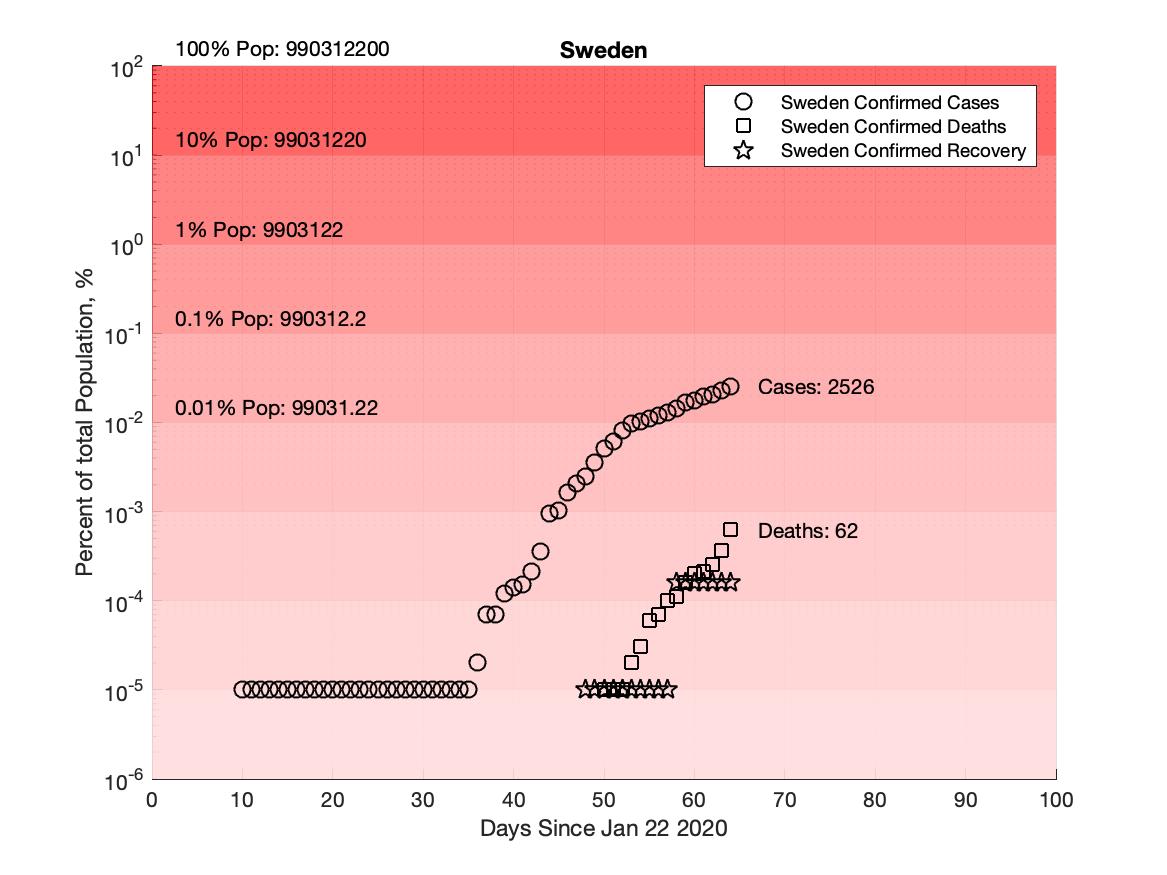 100% Pop: 990312200
Sweden
10^2
Sweden Confirmed Cases
Sweden Confirmed Deaths
Sweden Confirmed Recovery
10% Pop: 99031220
10^1
1% Pop: 9903122
10^0
0.1% Pop: 990312.2
10^-1
Cases: 2526
0.01% Pop: 99031.22
10^-2
10^-3
Deaths: 62
10^-4
10^-5
10^-6
Percent of total Population, %
0 10 20 30 40 50 60 70 80 90 100
Days Since Jan 22 2020